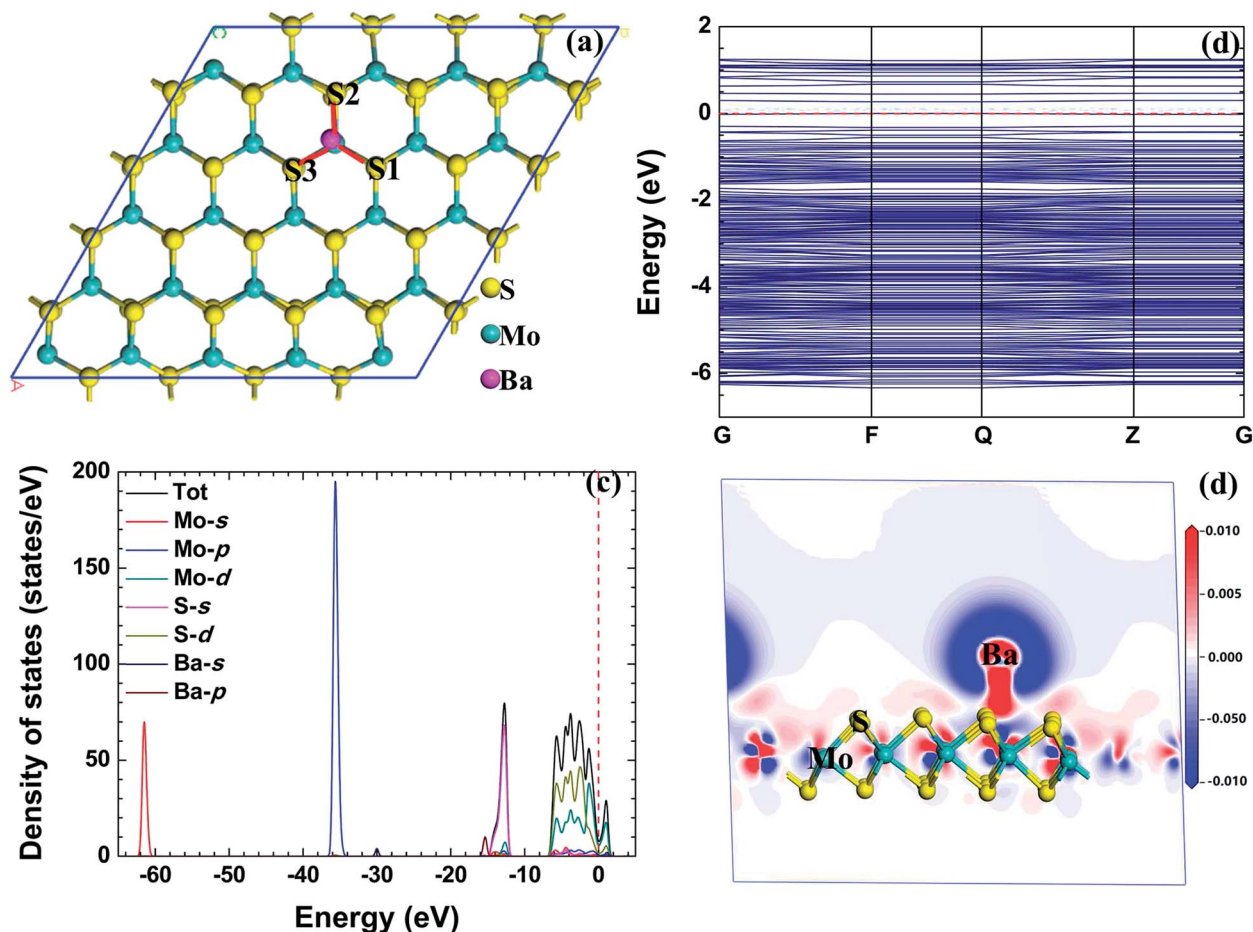 (a)
C
B
S2
S3
S1
S
Mo
Ba
A
(d)
Energy (eV)
2
0
-2
-4
-6
G
F
Q
Z
G
(c)
Density of states (states/eV)
200
150
100
50
0
Tot
Mo-s
Mo-p
Mo-d
S-s
S-d
Ba-s
Ba-p
-60
-50
-40
-30
-20
-10
0
Energy (eV)
(d)
Ba
S
Mo
0.010
0.005
0.000
-0.050
-0.010